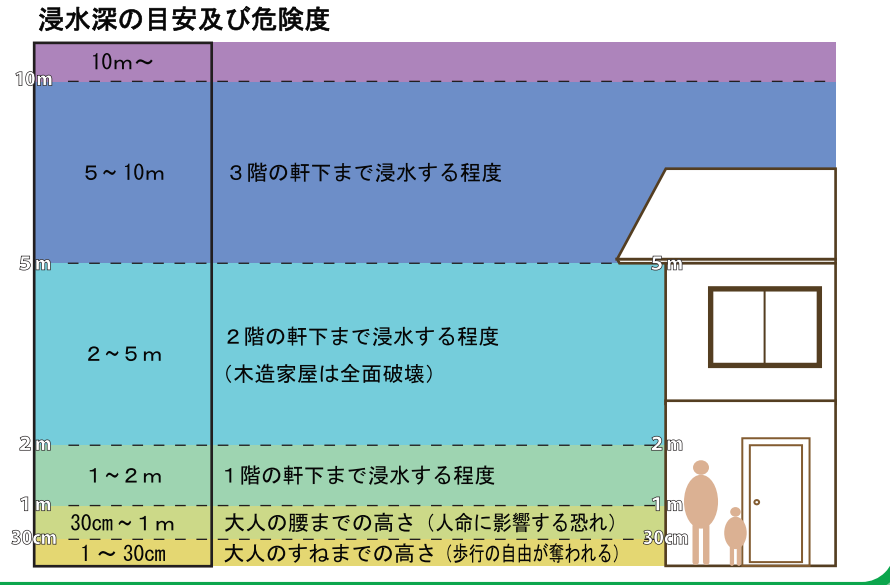 浸水深の目安及び危険度
10m～
10m
5～10m
3階の軒下まで浸水する程度
5m
5m
2～5m
2階の軒下まで浸水する程度
（木造家屋は全面破壊）
2m
2m
1～2m
1階の軒下まで浸水する程度
1m
1m
30cm～1m
大人の腰までの高さ（人命に影響する恐れ）
30cm
30cm
1～30cm
大人のすねまでの高さ（歩行の自由が奪われる）